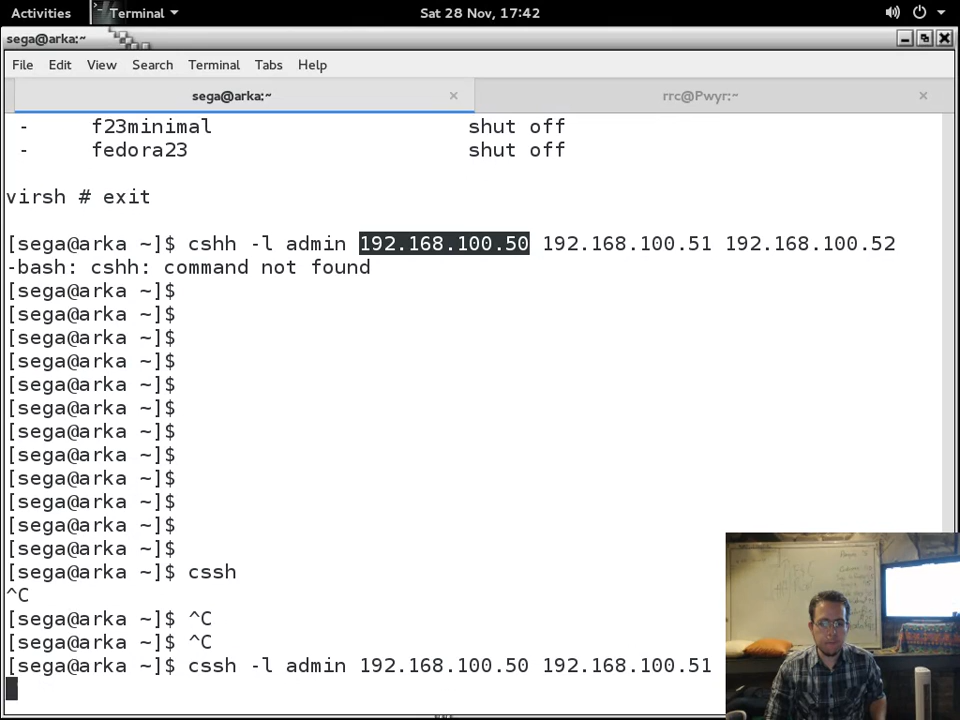 Activities Terminal Sat 28 Nov, 17:42
sega@arka:~
File Edit View Search Terminal Tabs Help
sega@arka:~ × rrc@Pwyr:~ ×
- f23minimal shut off
- fedora23 shut off
virsh # exit
[sega@arka ~]$ cshh -l admin 192.168.100.50 192.168.100.51 192.168.100.52
-bash: cshh: command not found
[sega@arka ~]$
[sega@arka ~]$
[sega@arka ~]$
[sega@arka ~]$
[sega@arka ~]$
[sega@arka ~]$
[sega@arka ~]$
[sega@arka ~]$
[sega@arka ~]$
[sega@arka ~]$
[sega@arka ~]$
[sega@arka ~]$
[sega@arka ~]$ cssh
^C
[sega@arka ~]$ ^C
[sega@arka ~]$ ^C
[sega@arka ~]$ cssh -l admin 192.168.100.50 192.168.100.51